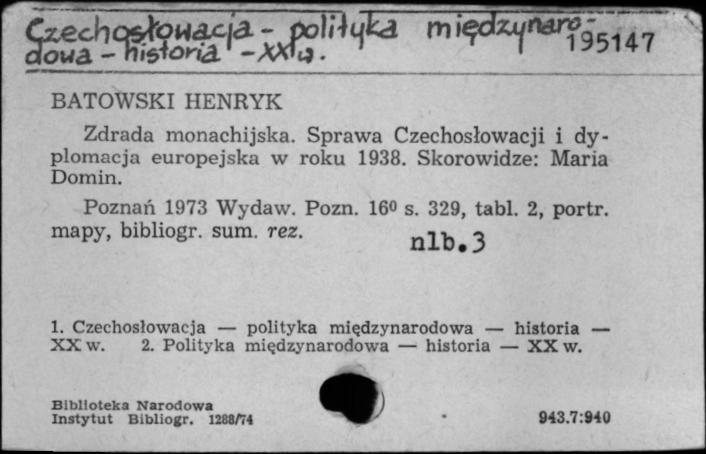 Czechosłowacja - polityka międzynaro-
dowa - historia - XX w. 195147
BATOWSKI HENRYK
Zdrada monachijska. Sprawa Czechosłowacji i dy-
plomacja europejska w roku 1938. Skorowidze: Maria
Domin.
Poznań 1973 Wydaw. Pozn. 16⁰ s. 329, tabl. 2, portr.
mapy, bibliogr. sum. rez.
nlb.3
1. Czechosłowacja — polityka międzynarodowa — historia —
XX w. 2. Polityka międzynarodowa — historia — XX w.
Biblioteka Narodowa
Instytut Bibliogr. 1288/74 943.7:940